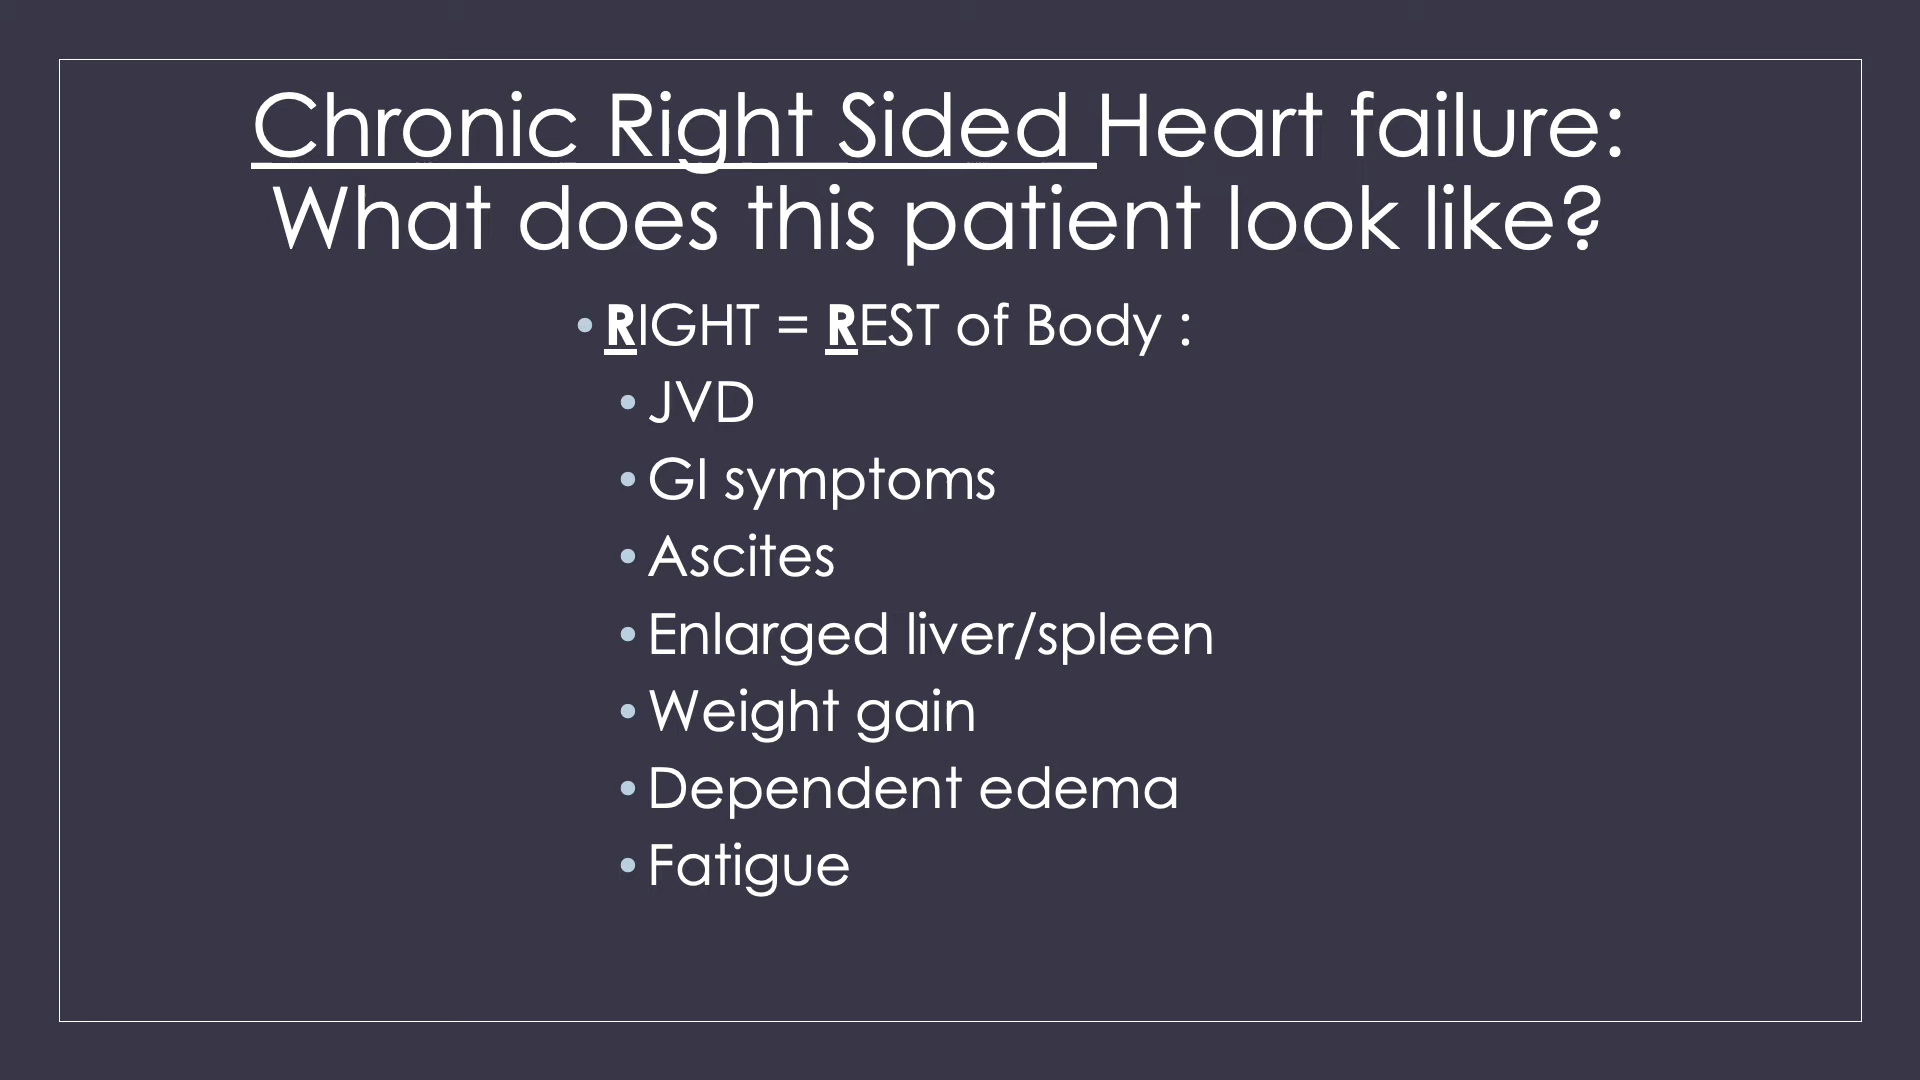 Chronic Right Sided Heart failure:
What does this patient look like?
• RIGHT = REST of Body :
• JVD
• GI symptoms
• Ascites
• Enlarged liver/spleen
• Weight gain
• Dependent edema
• Fatigue